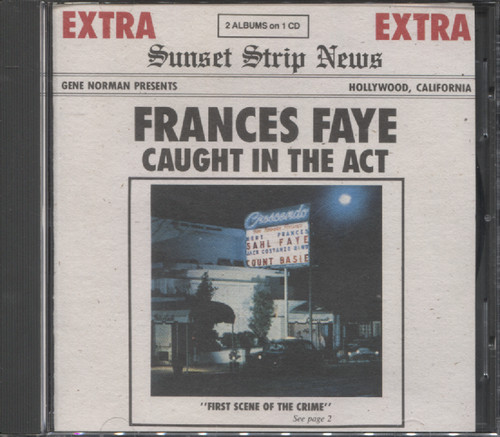 EXTRA
2 ALBUMS on 1 CD
EXTRA
Sunset Strip News
GENE NORMAN PRESENTS
HOLLYWOOD, CALIFORNIA
FRANCES FAYE
CAUGHT IN THE ACT
Crescendo
MORT FRANCES
SAHL FAYE
COUNT BASIE
"FIRST SCENE OF THE CRIME"
See page 2